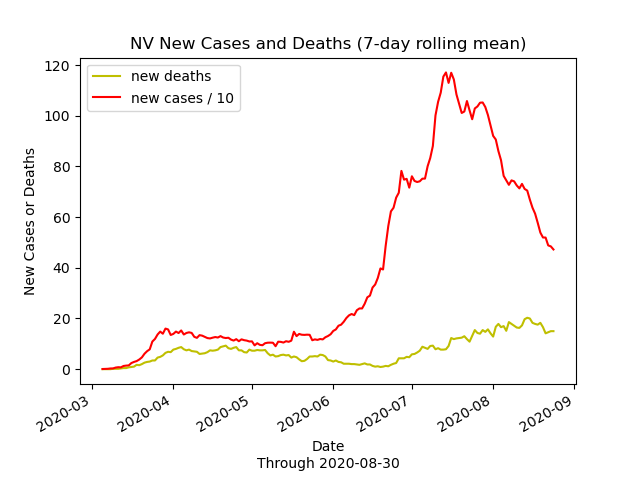 NV New Cases and Deaths (7-day rolling mean)
new deaths
new cases / 10
120
100
80
60
40
20
0
New Cases or Deaths
2020-03
2020-04
2020-05
2020-06
2020-07
2020-08
2020-09
Date
Through 2020-08-30